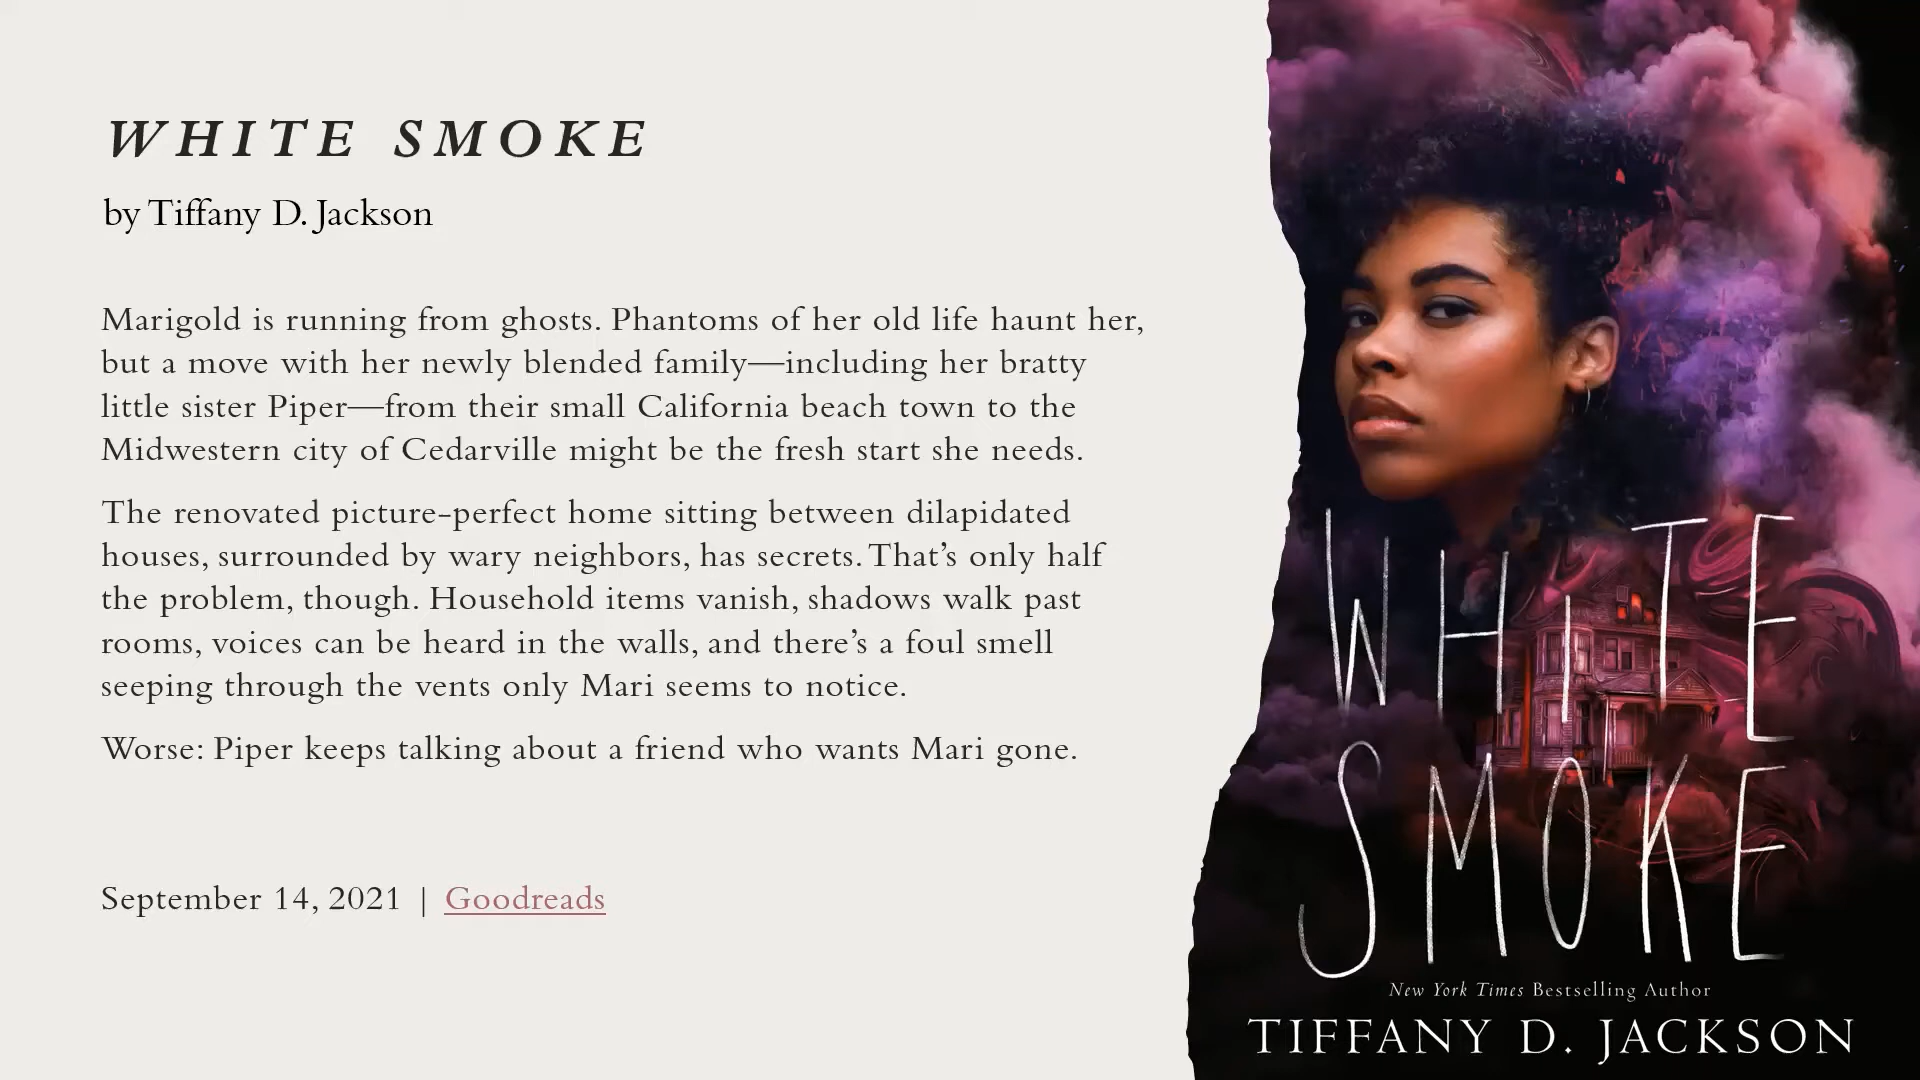 WHITE SMOKE
by Tiffany D. Jackson
Marigold is running from ghosts. Phantoms of her old life haunt her,
but a move with her newly blended family—including her bratty
little sister Piper—from their small California beach town to the
Midwestern city of Cedarville might be the fresh start she needs.
The renovated picture-perfect home sitting between dilapidated
houses, surrounded by wary neighbors, has secrets. That’s only half
the problem, though. Household items vanish, shadows walk past
rooms, voices can be heard in the walls, and there’s a foul smell
seeping through the vents only Mari seems to notice.
Worse: Piper keeps talking about a friend who wants Mari gone.
September 14, 2021 | Goodreads
WHITE
SMOKE
New York Times Bestselling Author
TIFFANY D. JACKSON